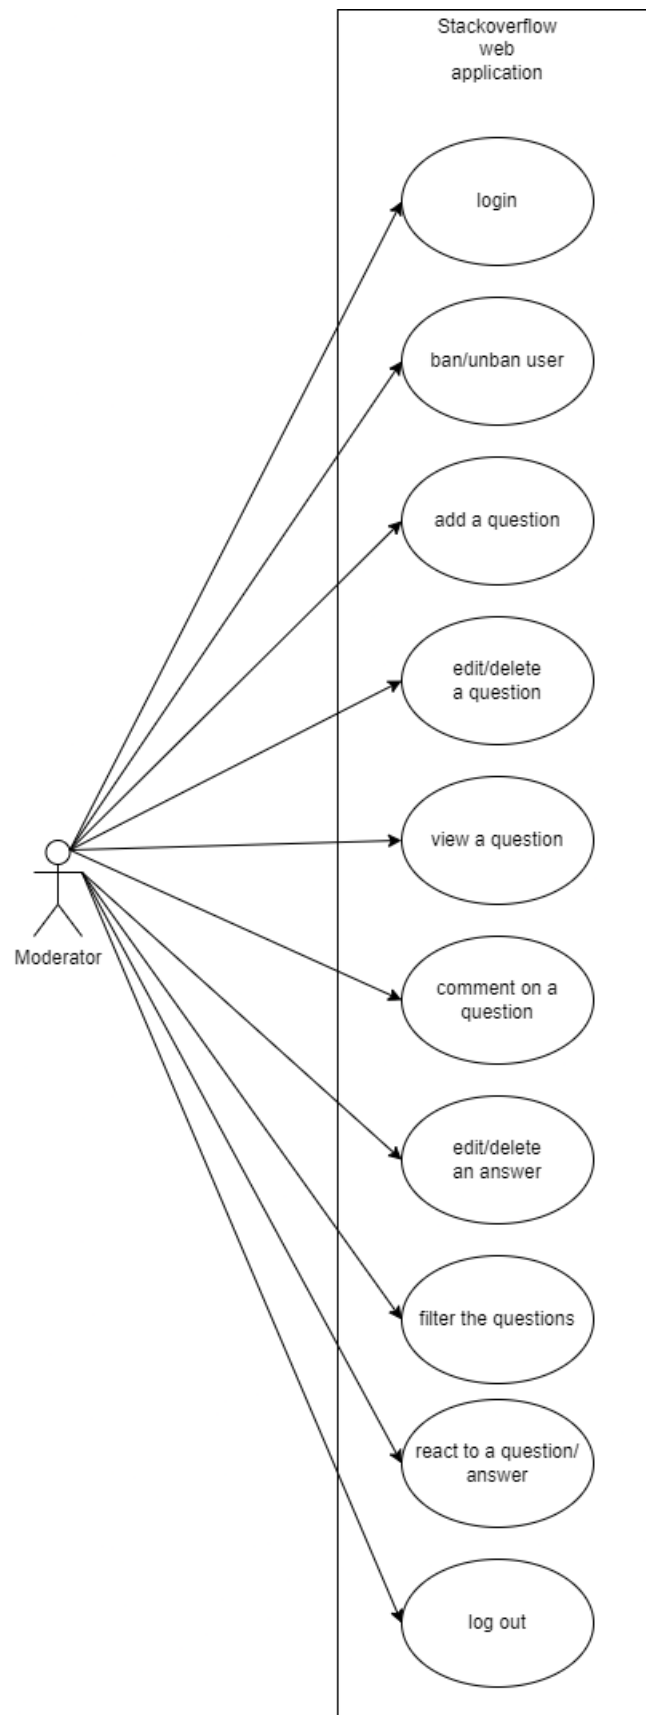 Stackoverflow
web
application
login
ban/unban user
add a question
edit/delete
a question
view a question
Moderator
comment on a
question
edit/delete
an answer
filter the questions
react to a question/
answer
log out